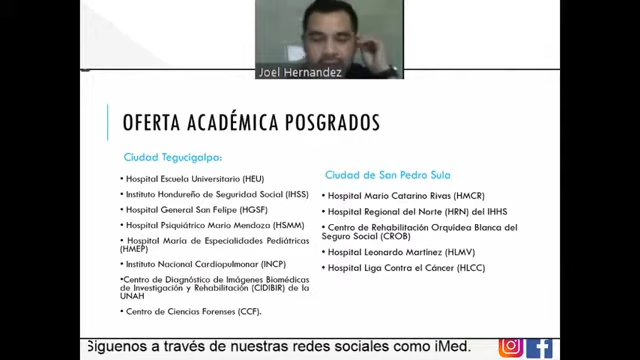 Joel Hernandez
OFERTA ACADÉMICA POSGRADOS
Ciudad Tegucigalpa:
• Hospital Escuela Universitario (HEU)
• Instituto Hondureño de Seguridad Social (IHSS)
• Hospital General San Felipe (HGSF)
• Hospital Psiquiátrico Mario Mendoza (HSMM)
• Hospital María de Especialidades Pediátricas
(HMEP)
• Instituto Nacional Cardiopulmonar (INCP)
•Centro de Diagnóstico de Imágenes Biomédicas
de Investigación y Rehabilitación (CIDIBIR) de la
UNAH
• Centro de Ciencias Forenses (CCF).
Ciudad de San Pedro Sula
• Hospital Mario Catarino Rivas (HMCR)
• Hospital Regional del Norte (HRN) del IHHS
• Centro de Rehabilitación Orquidea Blanca del
Seguro Social (CROB)
• Hospital Leonardo Martínez (HLMV)
• Hospital Liga Contra el Cáncer (HLCC)
Síguenos a través de nuestras redes sociales como iMed.